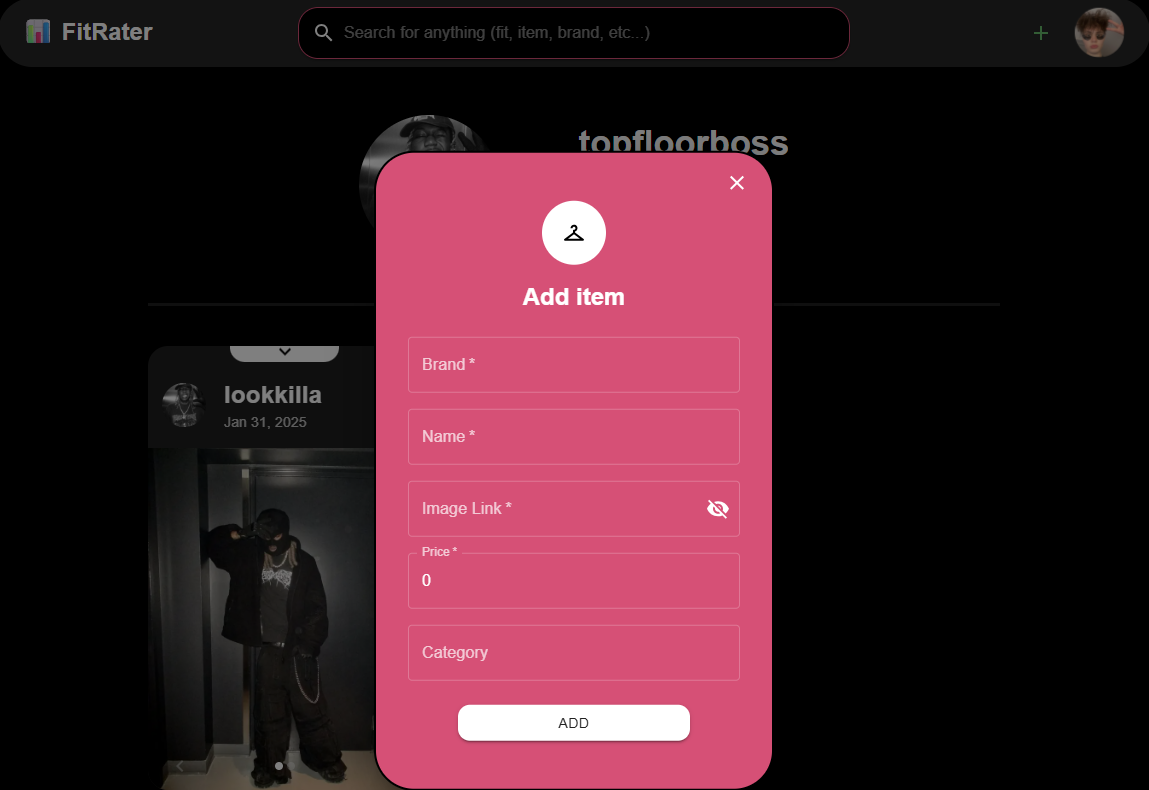 FitRater
Search for anything (fit, item, brand, etc...)
topfloorboss
Add item
Brand *
Name *
Image Link *
Price *
0
Category
ADD
lookkilla
Jan 31, 2025